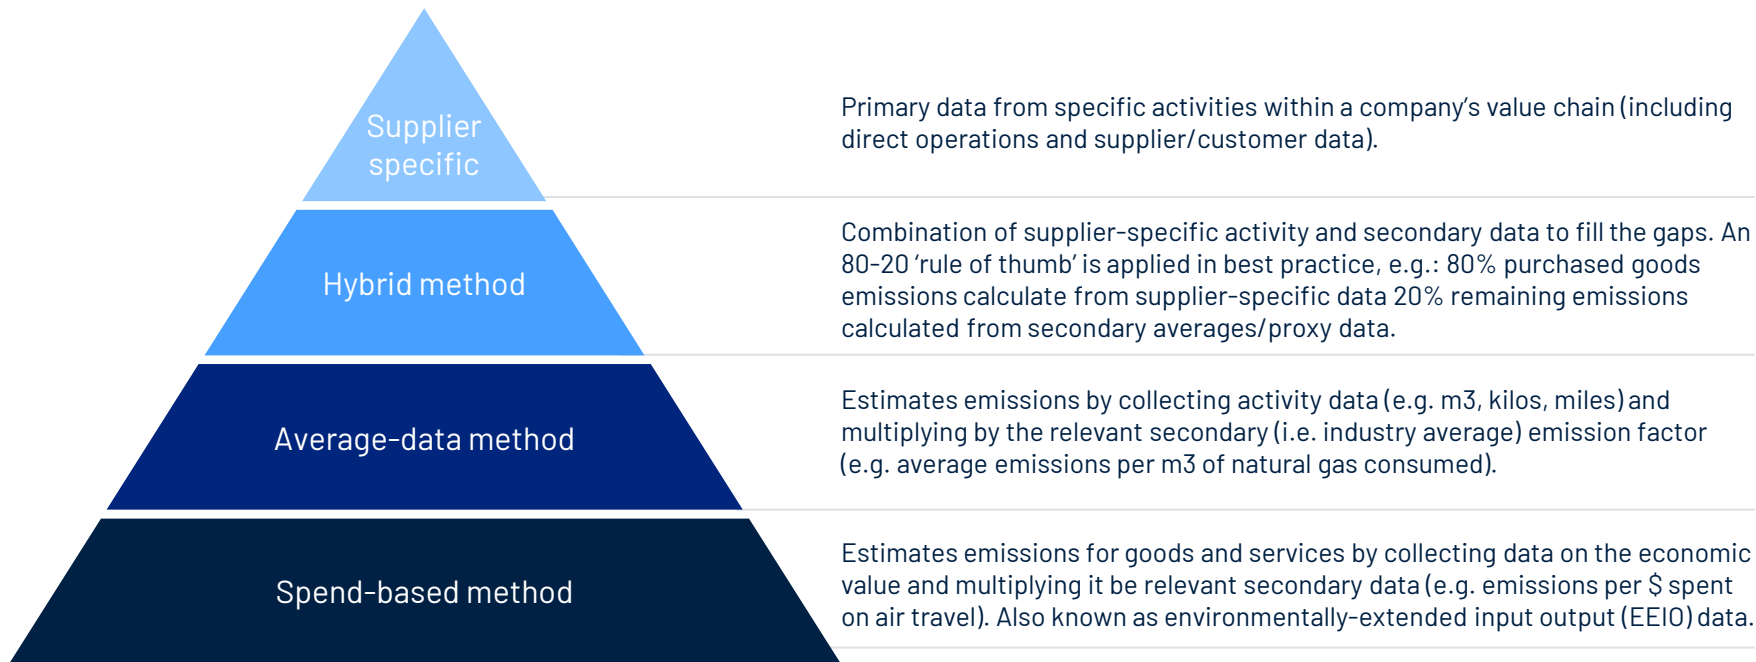 Supplier
specific
Primary data from specific activities within a company’s value chain (including
direct operations and supplier/customer data).
Hybrid method
Combination of supplier-specific activity and secondary data to fill the gaps. An
80-20 ‘rule of thumb’ is applied in best practice, e.g.: 80% purchased goods
emissions calculate from supplier-specific data 20% remaining emissions
calculated from secondary averages/proxy data.
Average-data method
Estimates emissions by collecting activity data (e.g. m3, kilos, miles) and
multiplying by the relevant secondary (i.e. industry average) emission factor
(e.g. average emissions per m3 of natural gas consumed).
Spend-based method
Estimates emissions for goods and services by collecting data on the economic
value and multiplying it be relevant secondary data (e.g. emissions per $ spent
on air travel). Also known as environmentally-extended input output (EEIO) data.